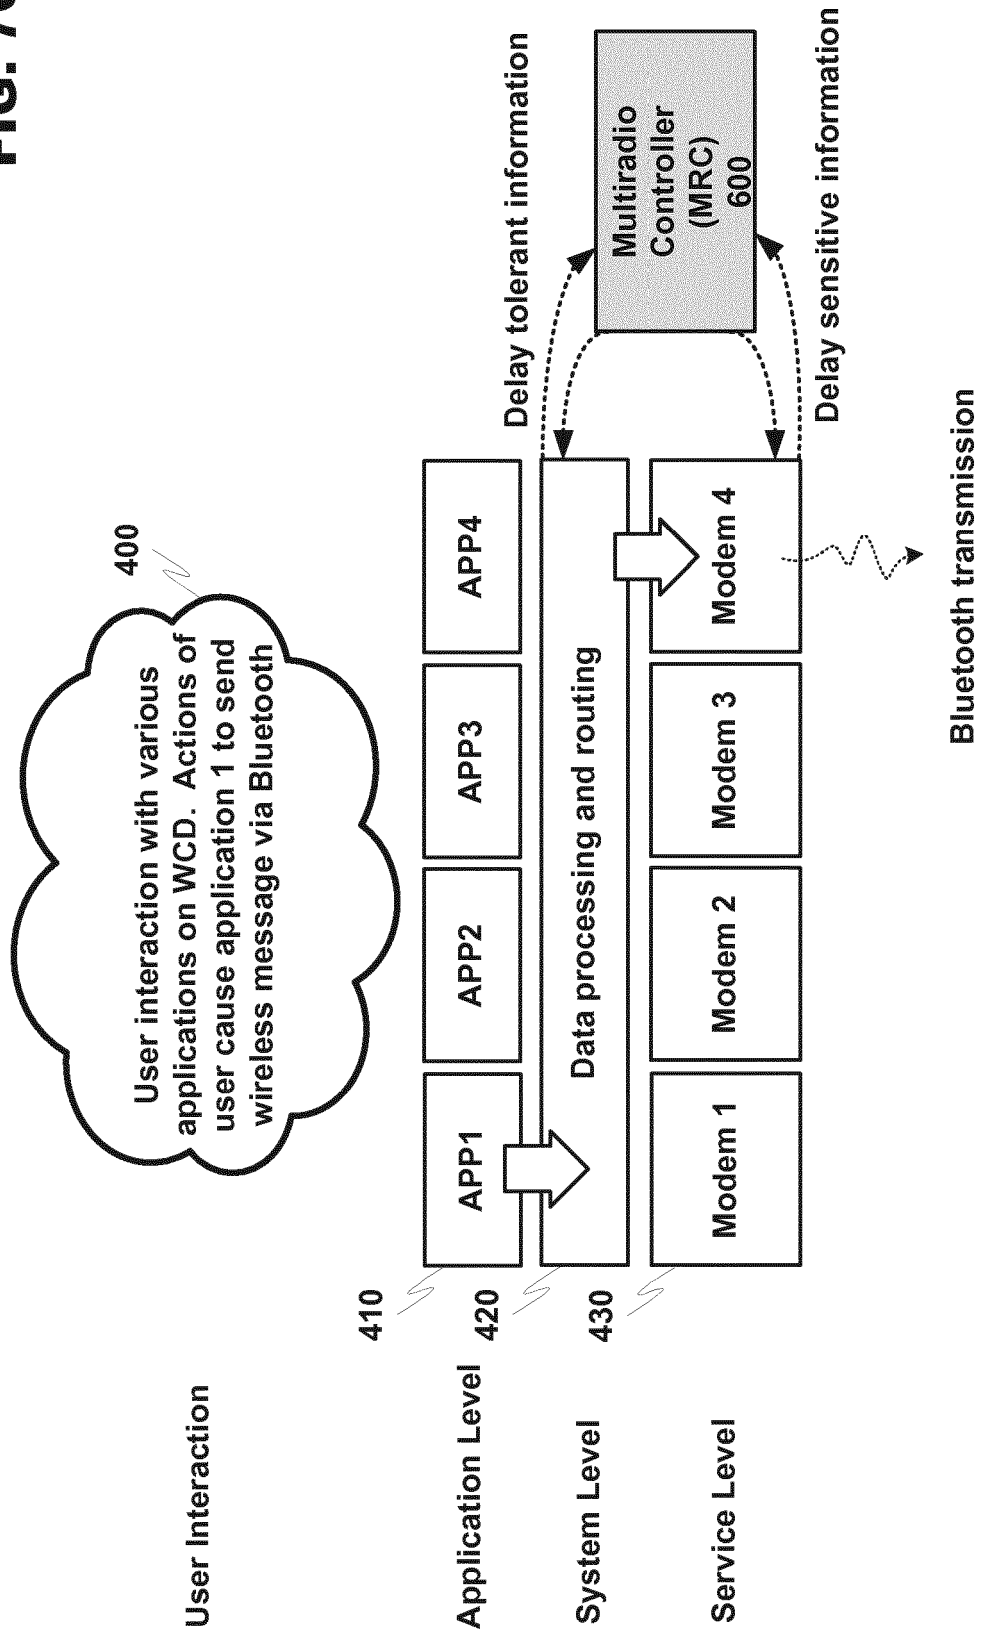 FIG.
User Interaction
User interaction with various
applications on WCD. Actions of
user cause application 1 to send
wireless message via Bluetooth
400
Application Level
410
APP1
APP2
APP3
APP4
System Level
420
Data processing and routing
Service Level
430
Modem 1
Modem 2
Modem 3
Modem 4
Delay tolerant information
Multiradio
Controller
(MRC)
600
Delay sensitive information
Bluetooth transmission